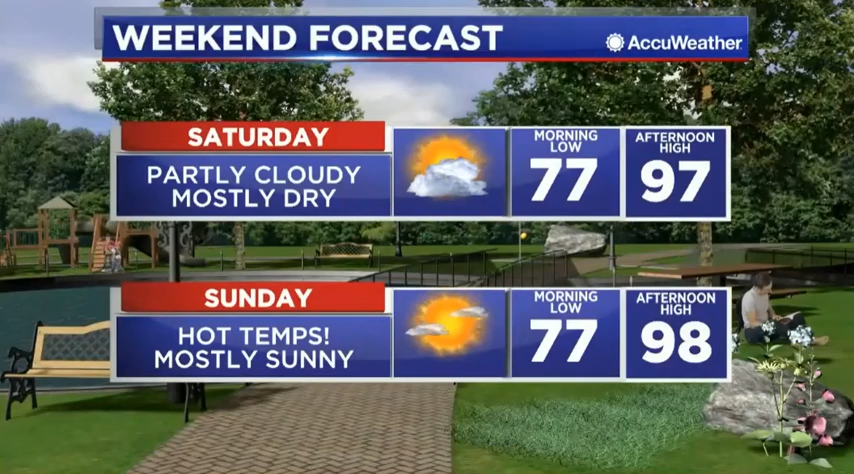 WEEKEND FORECAST
AccuWeather
SATURDAY
PARTLY CLOUDY
MOSTLY DRY
MORNING
LOW
77
AFTERNOON
HIGH
97
SUNDAY
HOT TEMPS!
MOSTLY SUNNY
MORNING
LOW
77
AFTERNOON
HIGH
98